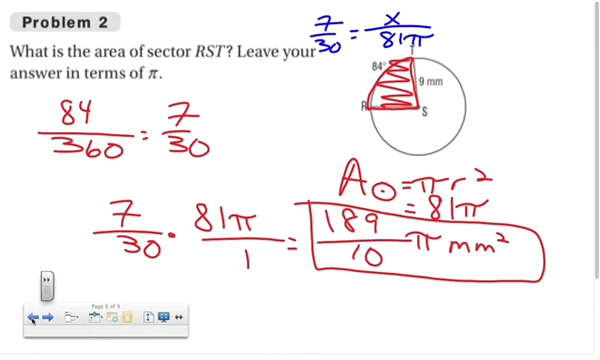 Problem 2
What is the area of sector RST? Leave your
answer in terms of π.
7/30 = x/81π
T
84°
9 mm
R
S
84/360 = 7/30
A⊙ = πr²
= 81π
7/30 · 81π/1 = 189/10 π mm²
Page 6 of 9